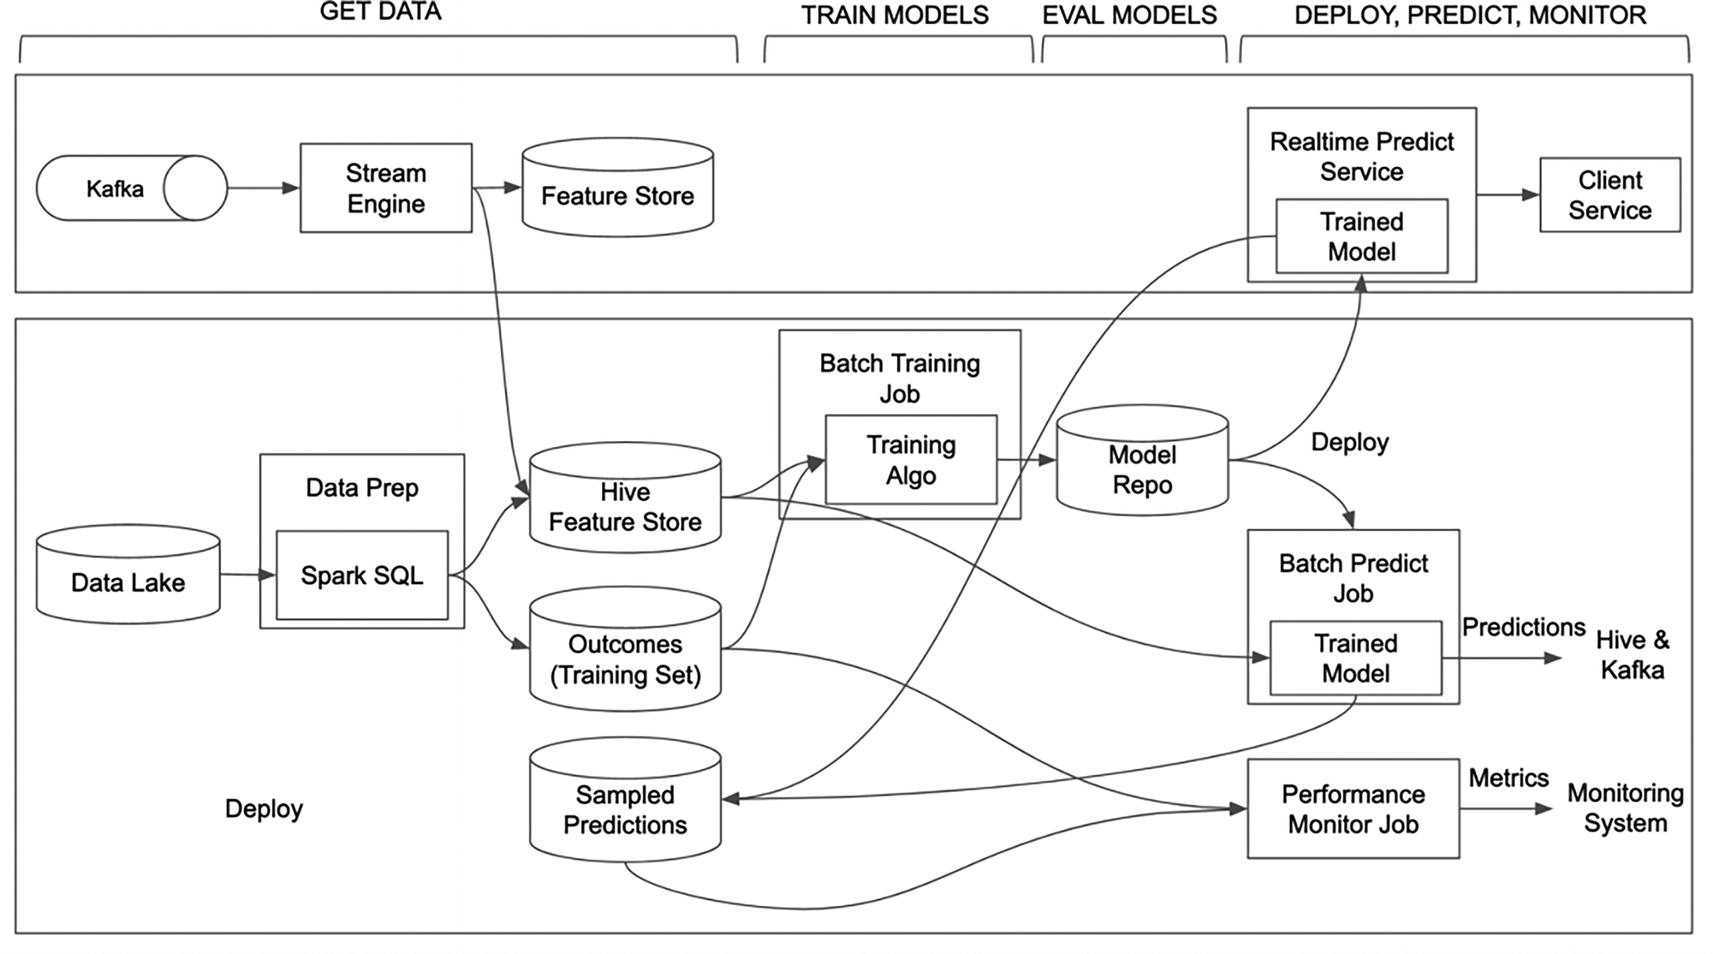 GET DATA
TRAIN MODELS
EVAL MODELS
DEPLOY, PREDICT, MONITOR
Kafka
Stream
Engine
Feature Store
Realtime Predict
Service
Trained
Model
Client
Service
Data Lake
Data Prep
Spark SQL
Hive
Feature Store
Outcomes
(Training Set)
Sampled
Predictions
Batch Training
Job
Training
Algo
Model
Repo
Deploy
Batch Predict
Job
Trained
Model
Predictions
Hive &
Kafka
Performance
Monitor Job
Metrics
Monitoring
System
Deploy